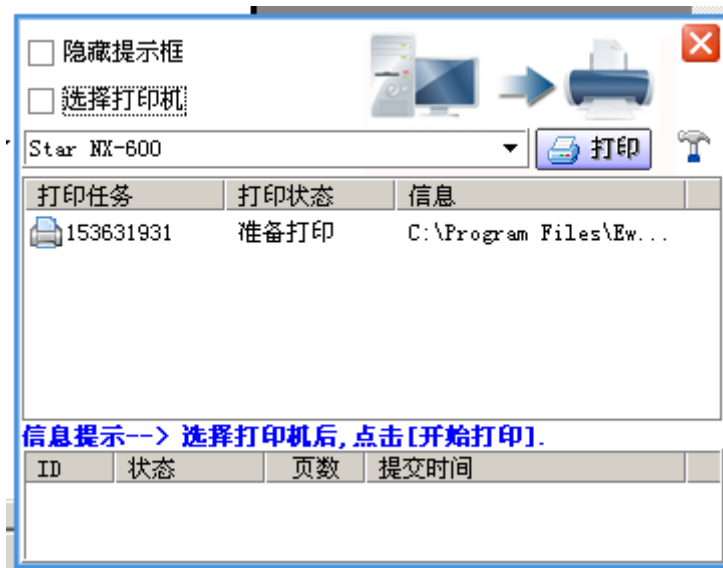 隐藏提示框
选择打印机
Star NX-600 打印
打印任务 打印状态 信息
153631931 准备打印 C:\Program Files\Ew...
信息提示--> 选择打印机后,点击[开始打印].
ID 状态 页数 提交时间